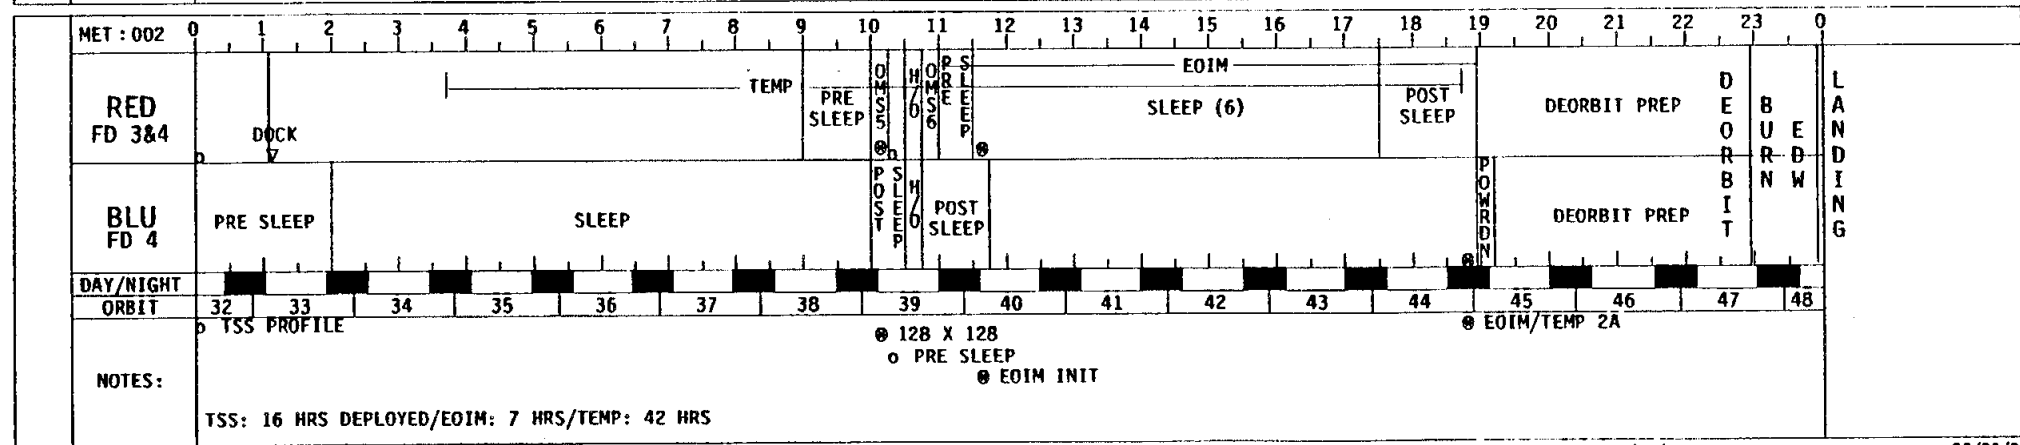 MET : 002 0 1 2 3 4 5 6 7 8 9 10 11 12 13 14 15 16 17 18 19 20 21 22 23 0
RED
FD 3&4
DOCK
TEMP
PRE
SLEEP
OMS5
H/O
OMS6
PRE
SLEEP
EOIM
SLEEP (6)
POST
SLEEP
DEORBIT PREP
DEORBIT
BURN
EDW
LANDING
BLU
FD 4
PRE SLEEP
SLEEP
POST
SLEEP
H/O
POST
SLEEP
POWRDN
DEORBIT PREP
DAY/NIGHT
ORBIT 32 33 34 35 36 37 38 39 40 41 42 43 44 45 46 47 48
NOTES:
o TSS PROFILE
⊗ 128 X 128
o PRE SLEEP
⊗ EOIM INIT
⊗ EOIM/TEMP 2A
TSS: 16 HRS DEPLOYED/EOIM: 7 HRS/TEMP: 42 HRS